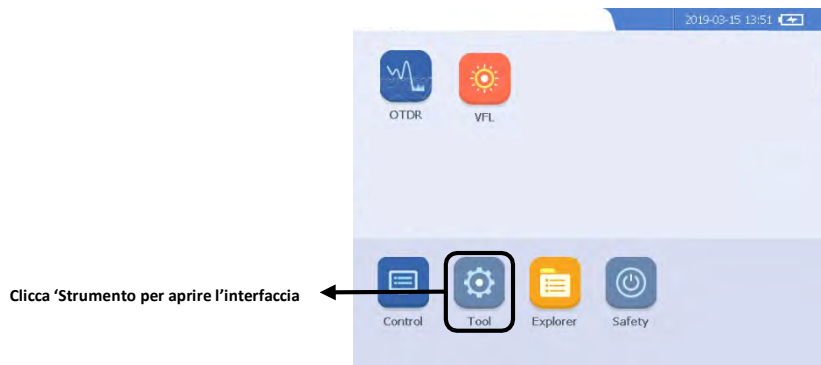 2019-03-15 13:51
OTDR VFL
Clicca ‘Strumento per aprire l’interfaccia
Control Tool Explorer Safety